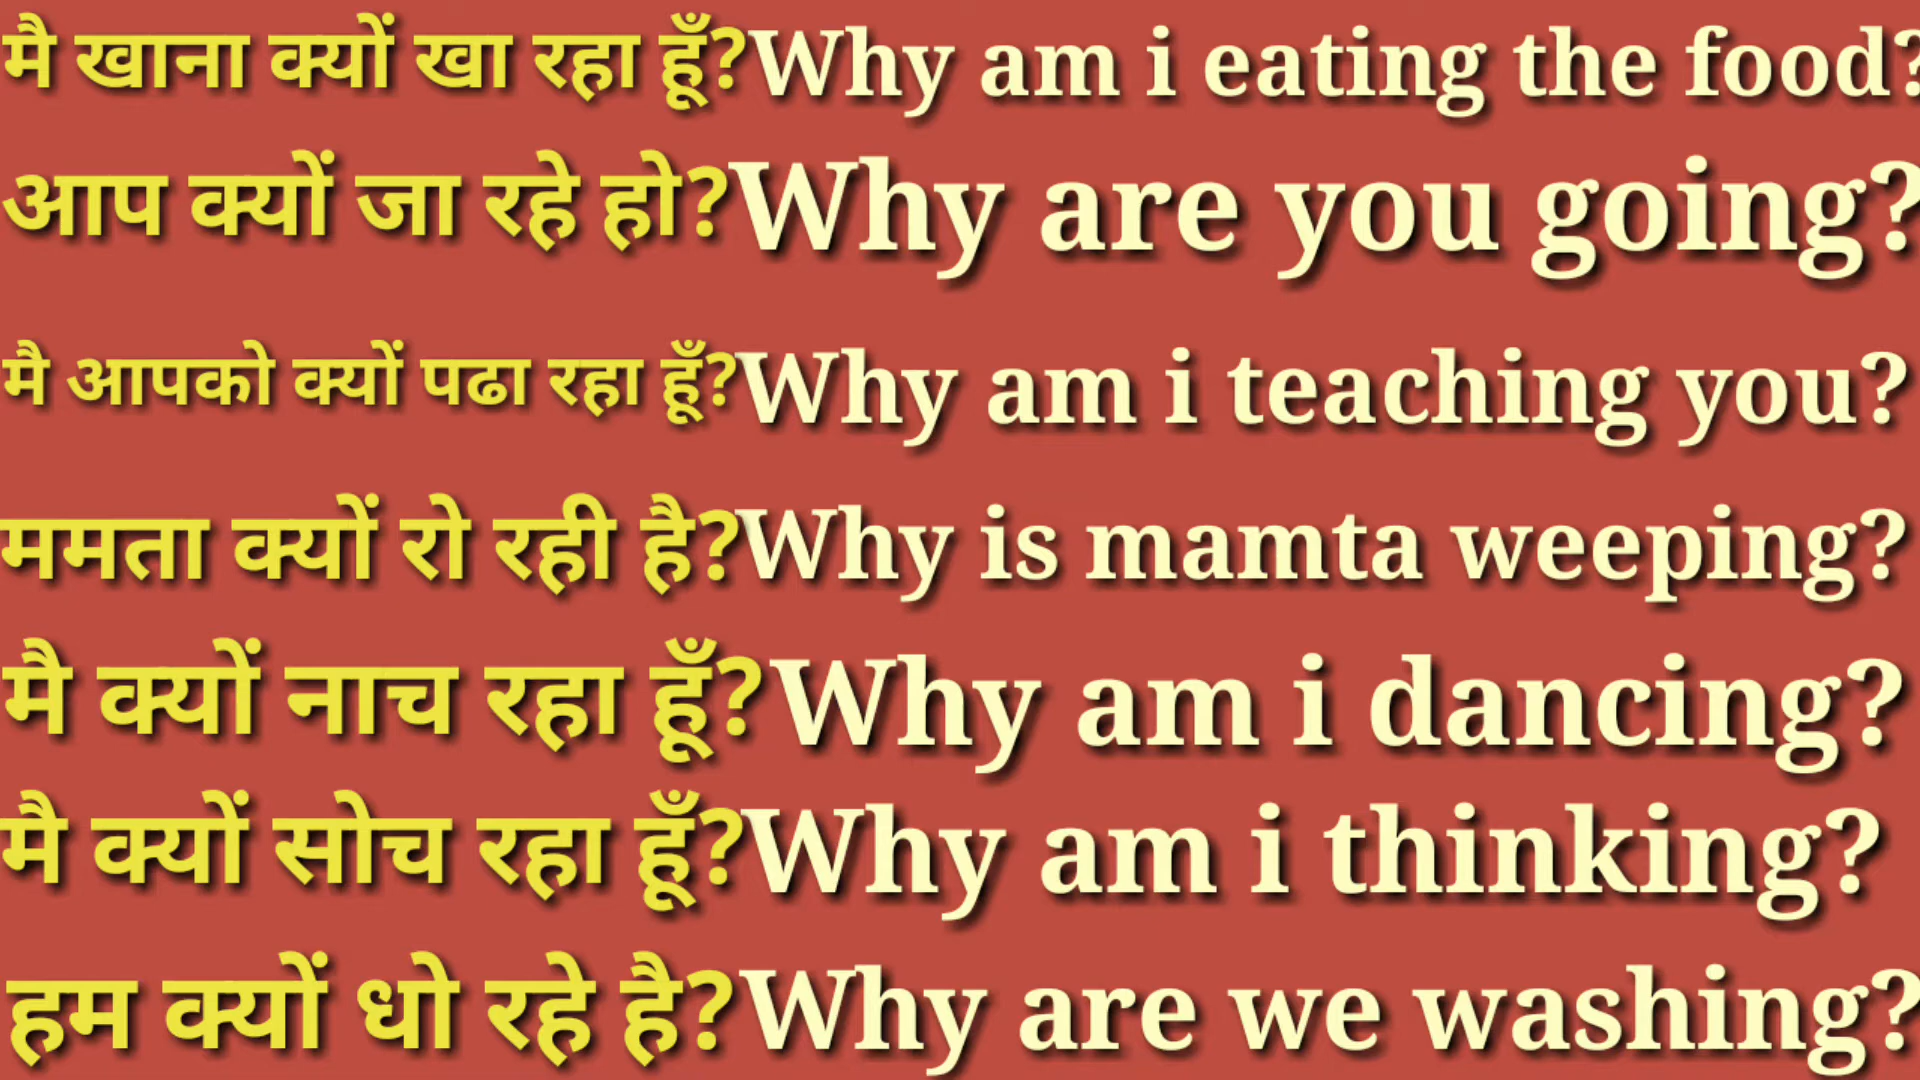 मै खाना क्यों खा रहा हूँ?Why am i eating the food?
आप क्यों जा रहे हो?Why are you going?
मै आपको क्यों पढा रहा हूँ?Why am i teaching you?
ममता क्यों रो रही है?Why is mamta weeping?
मै क्यों नाच रहा हूँ?Why am i dancing?
मै क्यों सोच रहा हूँ?Why am i thinking?
हम क्यों धो रहे है?Why are we washing?